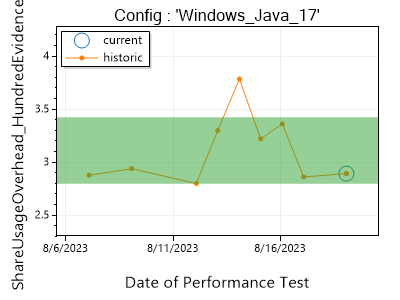 Config : 'Windows_Java_17'
ShareUsageOverhead_HundredEvidence
current
historic
4
3.5
3
2.5
8/6/2023
8/11/2023
8/16/2023
Date of Performance Test